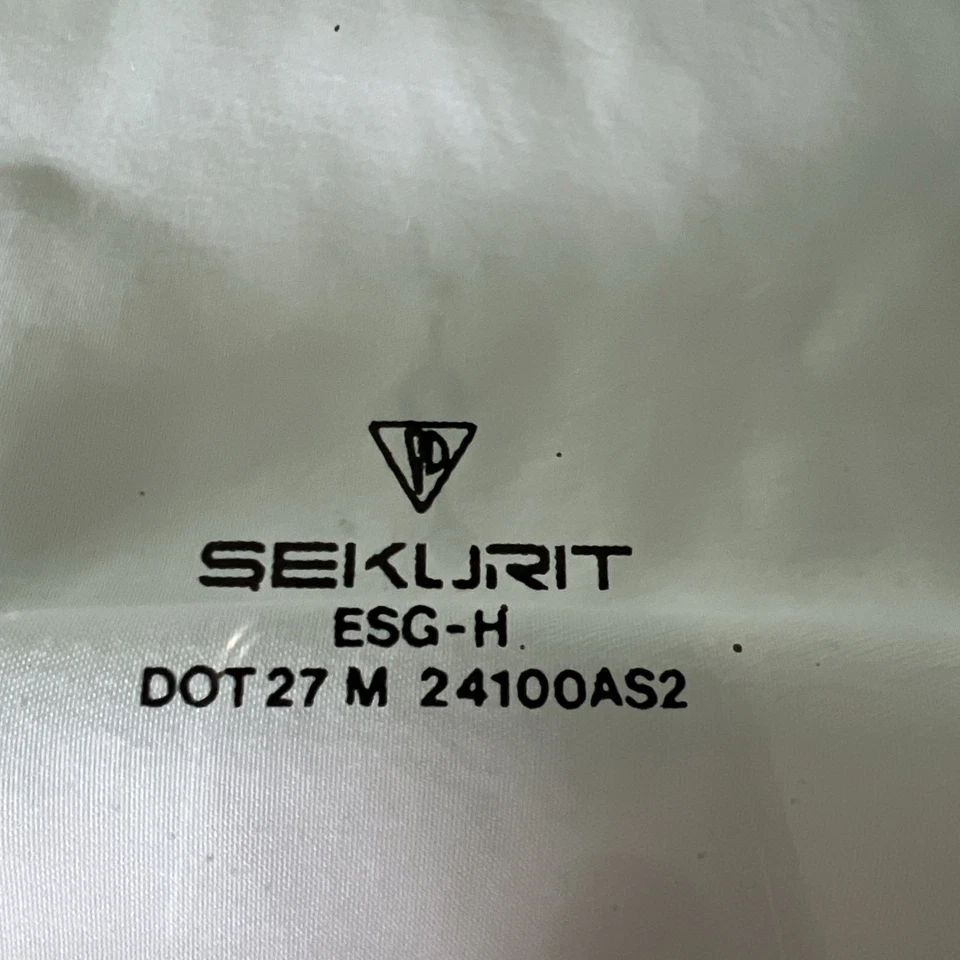 SEKURIT
ESG-H
DOT 27 M 24100AS2